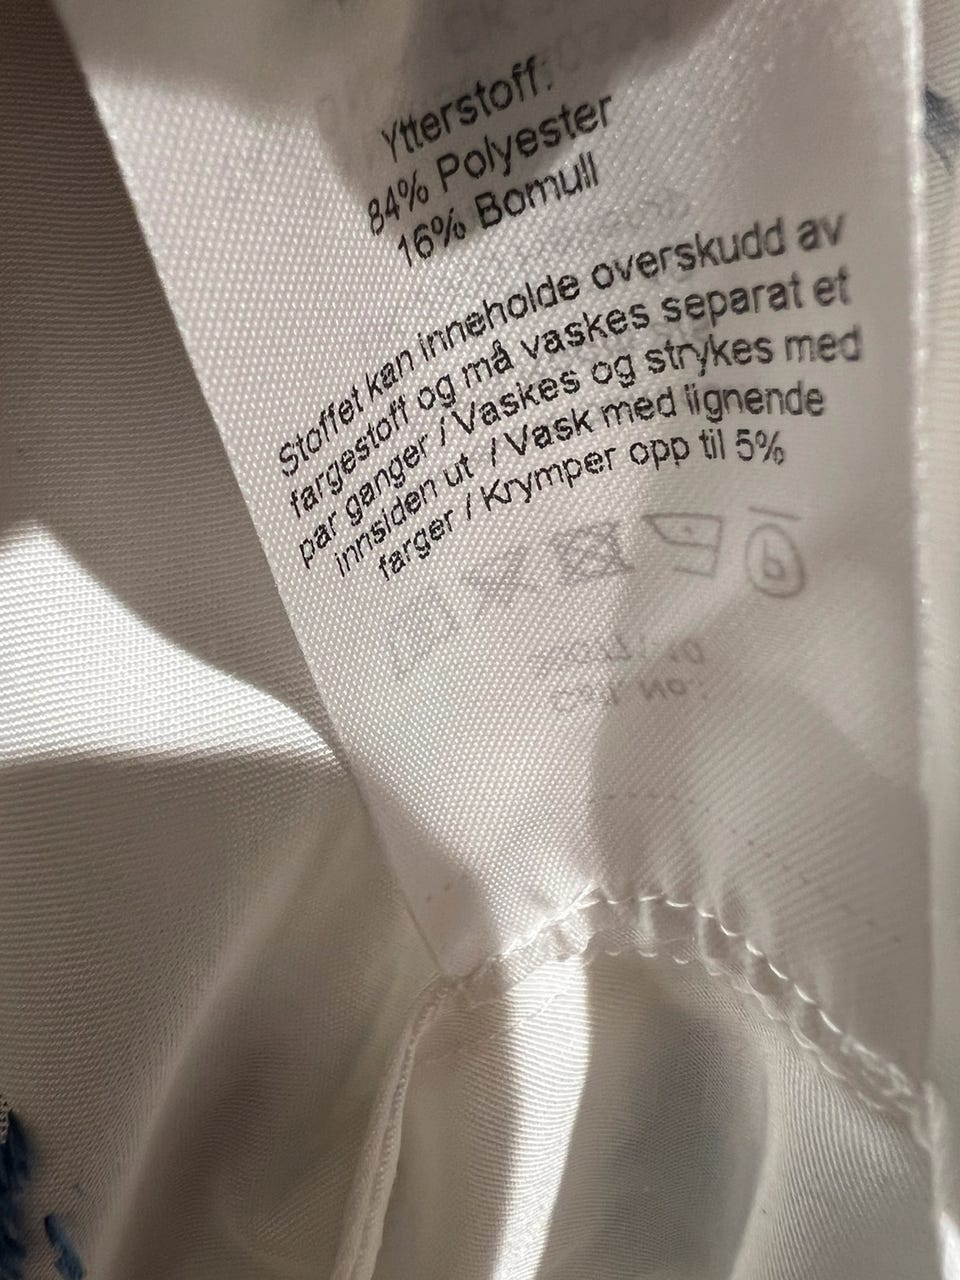 Ytterstoff:
84% Polyester
16% Bomull
Stoffet kan inneholde overskudd av
fargestoff og må vaskes separat et
par ganger / Vaskes og strykes med
innsiden ut / Vask med lignende
farger / Krymper opp til 5%